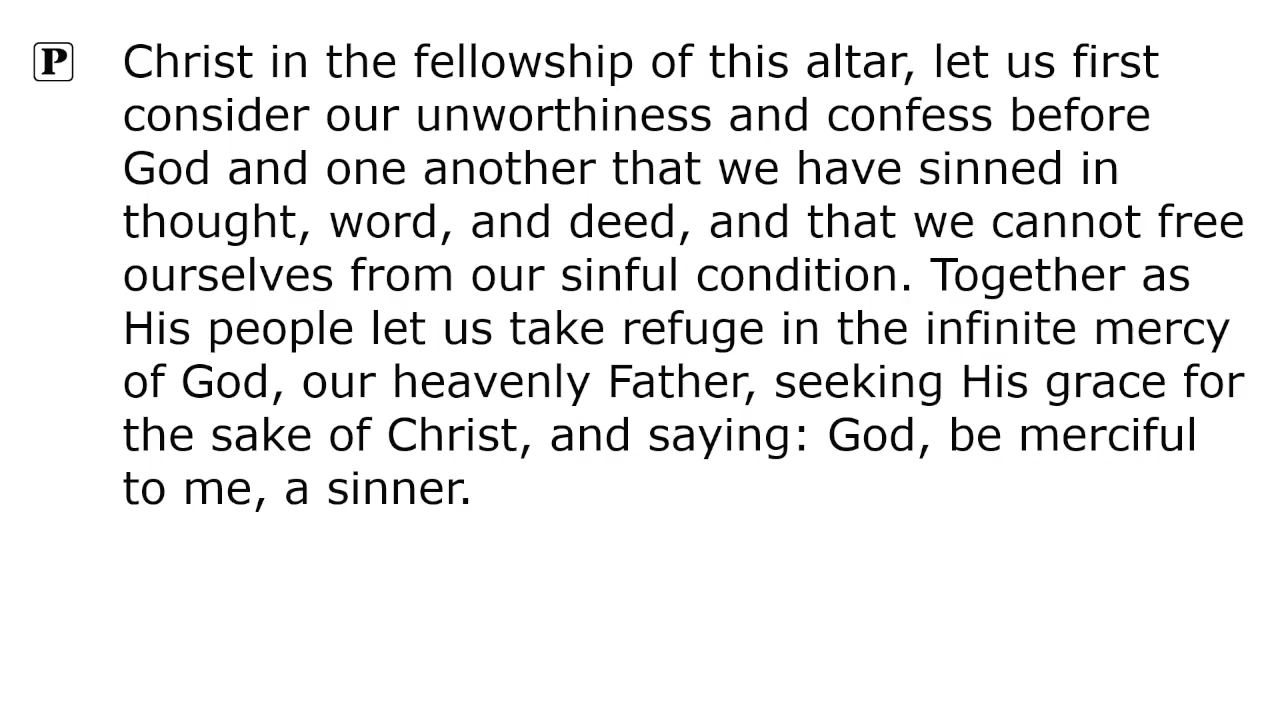 P Christ in the fellowship of this altar, let us first
consider our unworthiness and confess before
God and one another that we have sinned in
thought, word, and deed, and that we cannot free
ourselves from our sinful condition. Together as
His people let us take refuge in the infinite mercy
of God, our heavenly Father, seeking His grace for
the sake of Christ, and saying: God, be merciful
to me, a sinner.